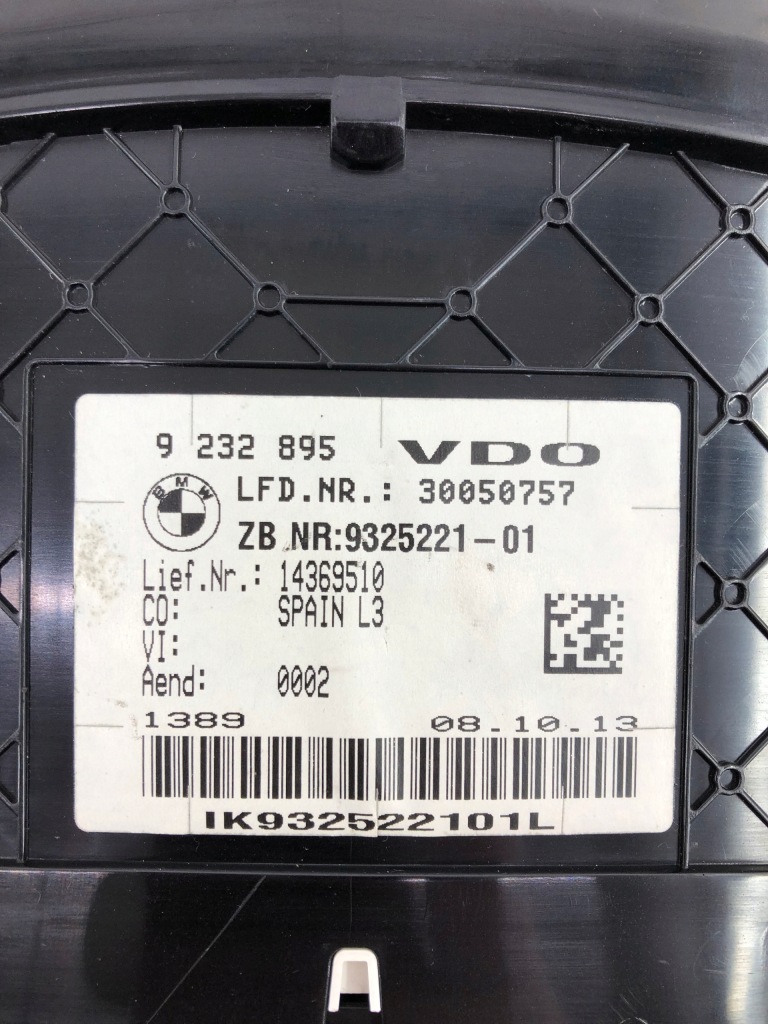 9 232 895 VDO
BMW LFD.NR.: 30050757
ZB NR:9325221-01
Lief.Nr.: 14369510
CO: SPAIN L3
VI:
Aend: 0002
1389 08.10.13
IK932522101L